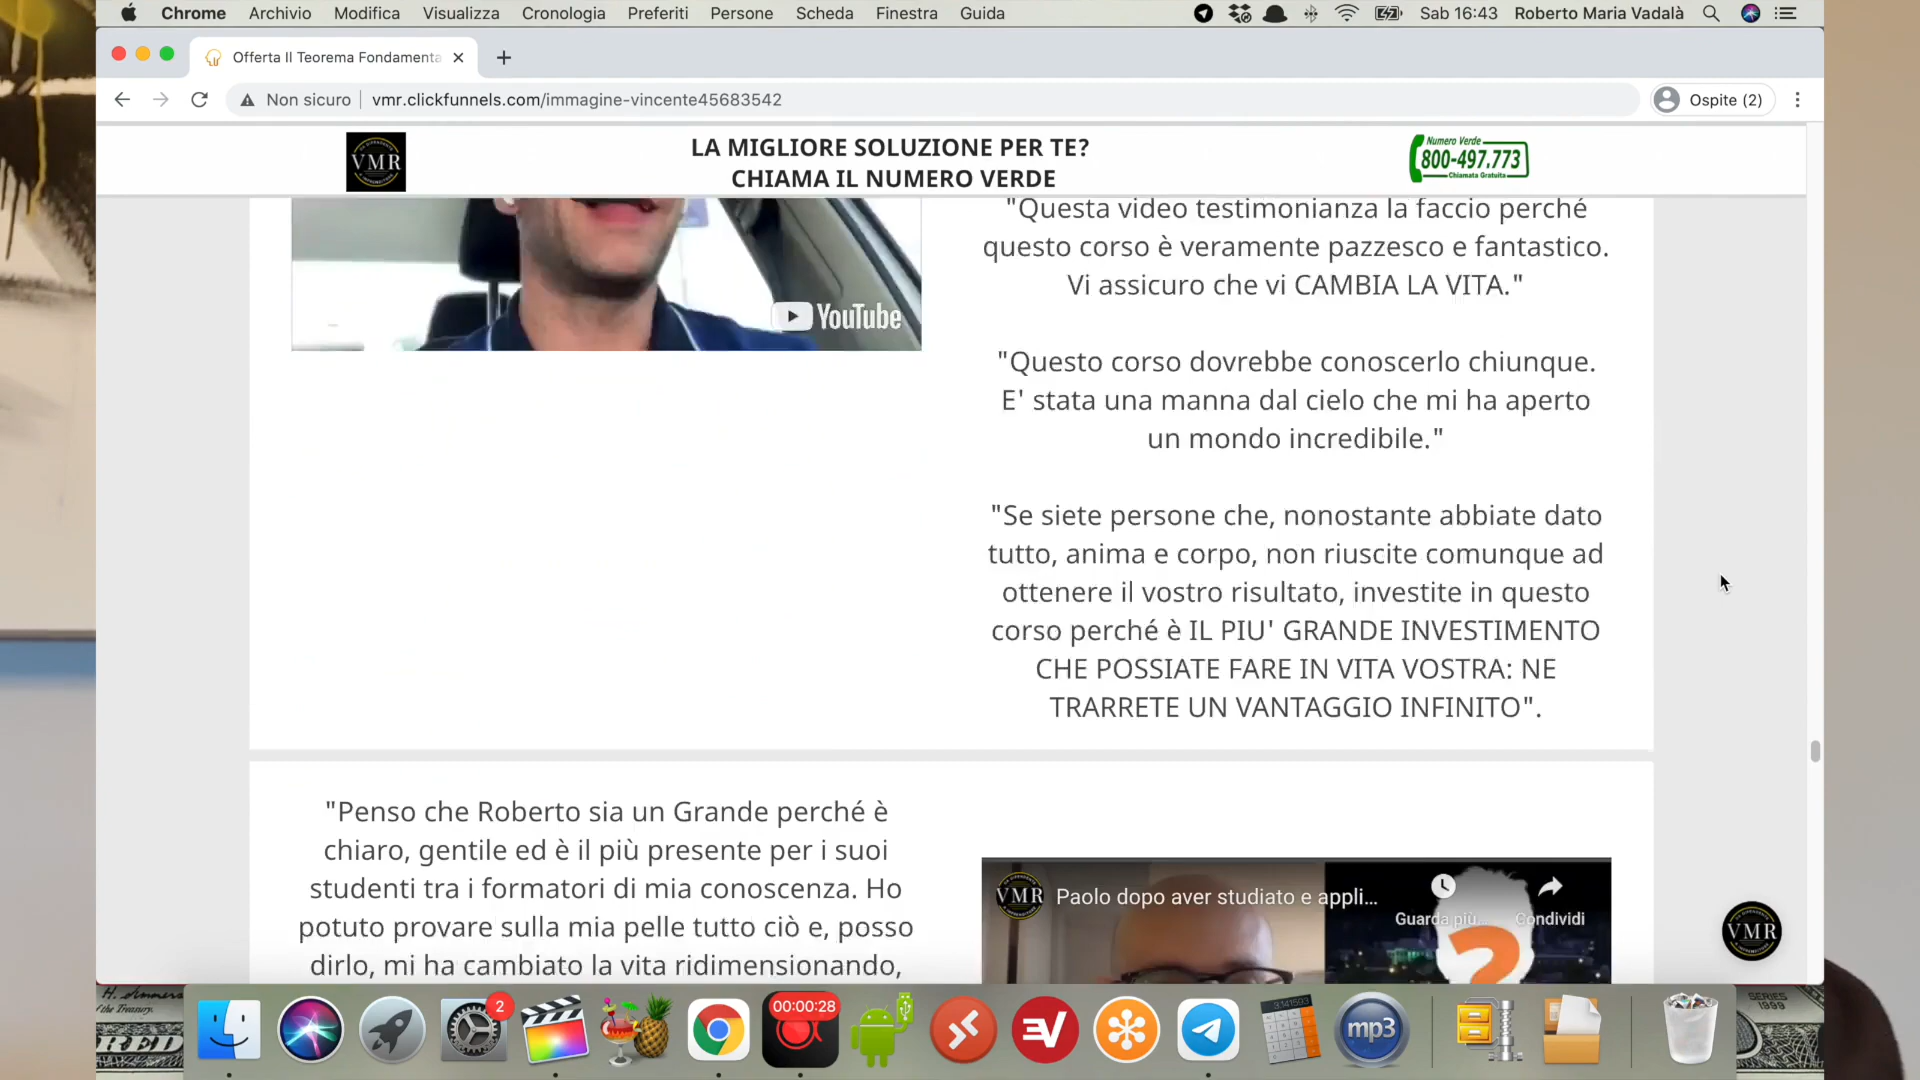 Chrome Archivio Modifica Visualizza Cronologia Preferiti Persone Scheda Finestra Guida Sab 16:43 Roberto Maria Vadalà
Offerta Il Teorema Fondamenta
Non sicuro vmr.clickfunnels.com/immagine-vincente45683542 Ospite (2)
VMR
LA MIGLIORE SOLUZIONE PER TE?
CHIAMA IL NUMERO VERDE
Numero Verde
800-497.773
Chiamata Gratuita
YouTube
"Questa video testimonianza la faccio perché
questo corso è veramente pazzesco e fantastico.
Vi assicuro che vi CAMBIA LA VITA."
"Questo corso dovrebbe conoscerlo chiunque.
E' stata una manna dal cielo che mi ha aperto
un mondo incredibile."
"Se siete persone che, nonostante abbiate dato
tutto, anima e corpo, non riuscite comunque ad
ottenere il vostro risultato, investite in questo
corso perché è IL PIU' GRANDE INVESTIMENTO
CHE POSSIATE FARE IN VITA VOSTRA: NE
TRARRETE UN VANTAGGIO INFINITO".
"Penso che Roberto sia un Grande perché è
chiaro, gentile ed è il più presente per i suoi
studenti tra i formatori di mia conoscenza. Ho
potuto provare sulla mia pelle tutto ciò e, posso
dirlo, mi ha cambiato la vita ridimensionando,
VMR
Paolo dopo aver studiato e appli...
Guarda più...
Condividi
VMR
2
00:00:28
3.141593
mp3
SERIES
1999